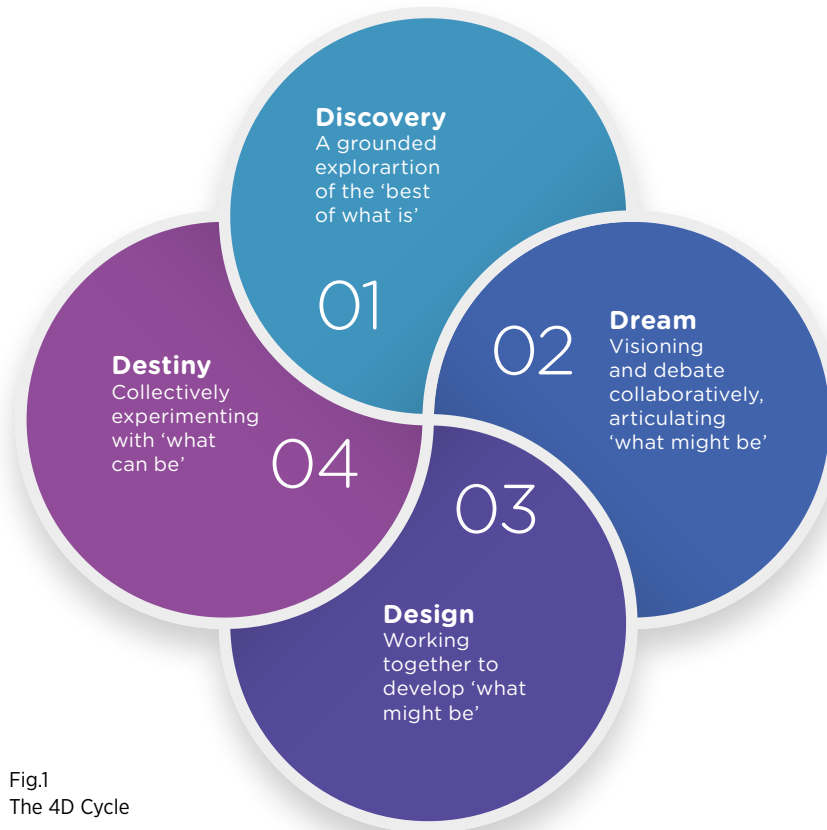 Discovery
A grounded
explorartion
of the ‘best
of what is’
01
02
Dream
Visioning
and debate
collaboratively,
articulating
‘what might be’
03
Design
Working
together to
develop ‘what
might be’
Destiny
Collectively
experimenting
with ‘what
can be’
04
Fig.1
The 4D Cycle